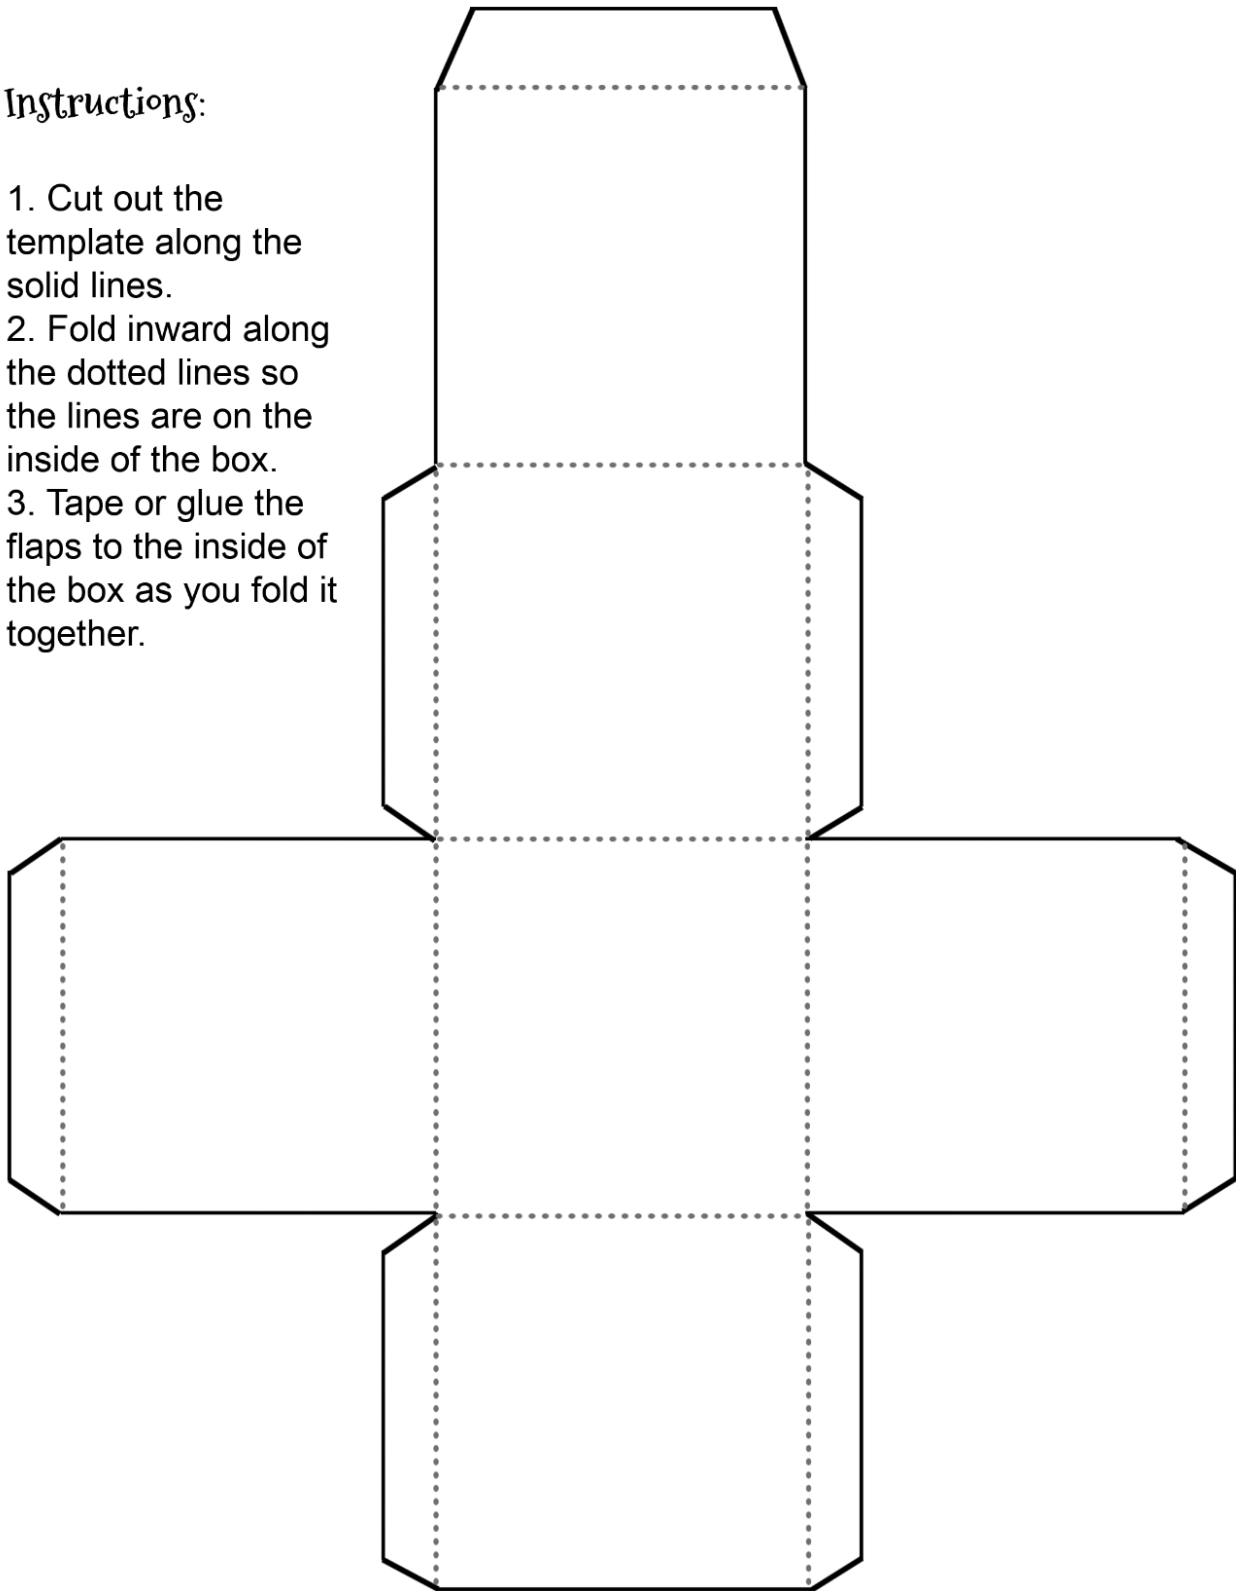 Instructions:
1. Cut out the
template along the
solid lines.
2. Fold inward along
the dotted lines so
the lines are on the
inside of the box.
3. Tape or glue the
flaps to the inside of
the box as you fold it
together.